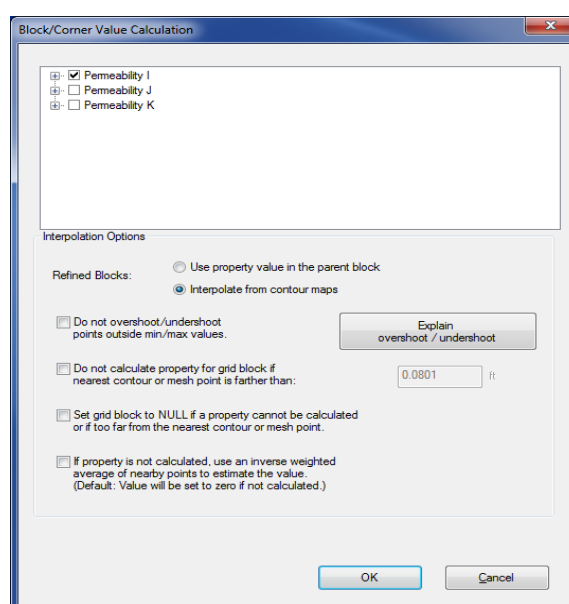 Block/Corner Value Calculation
Permeability I
Permeability J
Permeability K
Interpolation Options
Refined Blocks:
Use property value in the parent block
Interpolate from contour maps
Do not overshoot/undershoot
points outside min/max values.
Explain
overshoot / undershoot
Do not calculate property for grid block if
nearest contour or mesh point is farther than:
0.0801
ft
Set grid block to NULL if a property cannot be calculated
or if too far from the nearest contour or mesh point.
If property is not calculated, use an inverse weighted
average of nearby points to estimate the value.
(Default: Value will be set to zero if not calculated.)
OK
Cancel